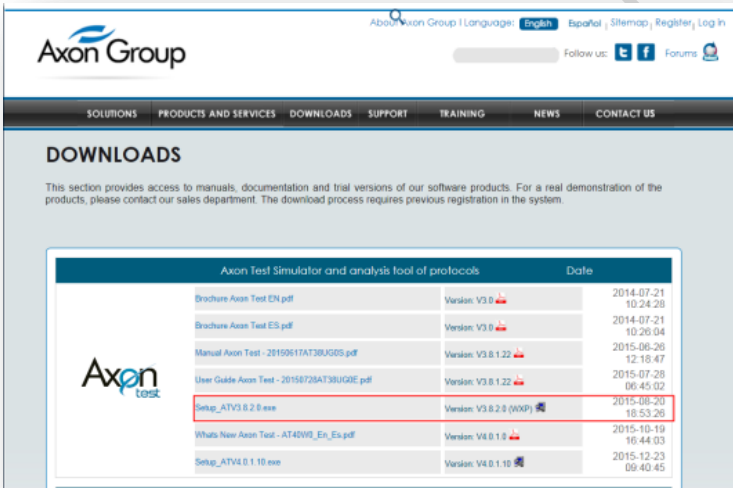 About Axon Group | Language: English Español | Sitemap | Register | Log in
Axon Group
Follow us: Forums
SOLUTIONS PRODUCTS AND SERVICES DOWNLOADS SUPPORT TRAINING NEWS CONTACT US
DOWNLOADS
This section provides access to manuals, documentation and trial versions of our software products. For a real demonstration of the
products, please contact our sales department. The download process requires previous registration in the system.
Axon Test Simulator and analysis tool of protocols Date
Brochure Axon Test EN.pdf Version: V3.0 2014-07-21
10:24:28
Brochure Axon Test ES.pdf Version: V3.0 2014-07-21
10:26:04
Manual Axon Test - 20150617AT38UG0S.pdf Version: V3.8.1.22 2015-06-26
12:18:47
User Guide Axon Test - 20150728AT38UG0E.pdf Version: V3.8.1.22 2015-07-28
06:45:02
Axon
test
Setup_ATV3.8.2.0.exe Version: V3.8.2.0 (WXP) 2015-08-20
18:53:26
Whats New Axon Test - AT40W0_En_Es.pdf Version: V4.0.1.0 2015-10-19
16:44:03
Setup_ATV4.0.1.10.exe Version: V4.0.1.10 2015-12-23
09:40:45